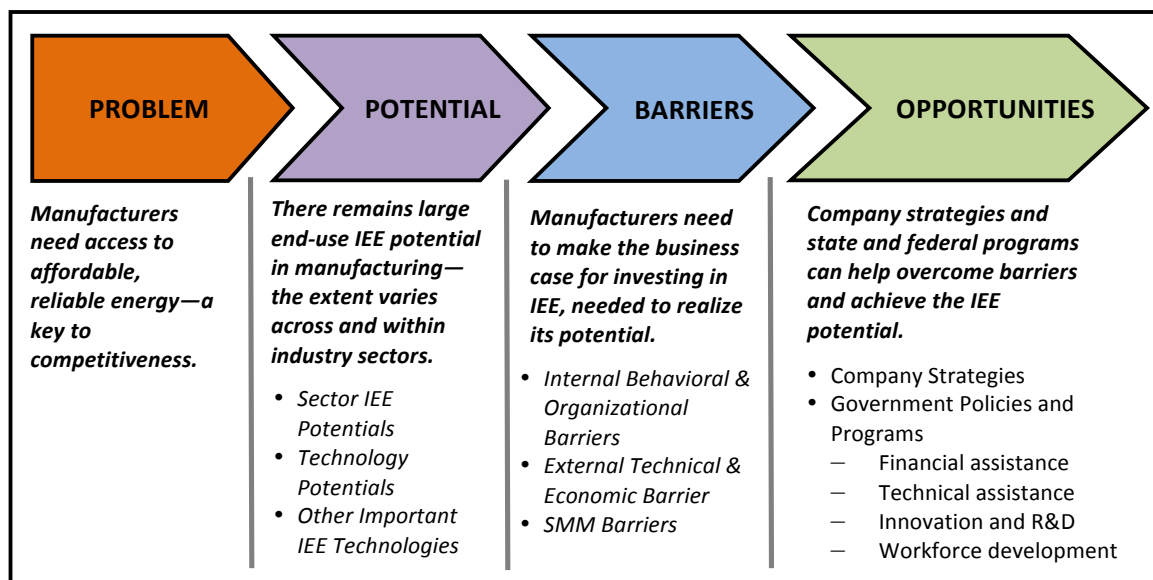 PROBLEM
POTENTIAL
BARRIERS
OPPORTUNITIES
Manufacturers
need access to
affordable,
reliable energy—a
key to
competitiveness.
There remains large
end-use IEE potential
in manufacturing—
the extent varies
across and within
industry sectors.
• Sector IEE
Potentials
• Technology
Potentials
• Other Important
IEE Technologies
Manufacturers need
to make the business
case for investing in
IEE, needed to realize
its potential.
• Internal Behavioral &
Organizational
Barriers
• External Technical &
Economic Barrier
• SMM Barriers
Company strategies and
state and federal programs
can help overcome barriers
and achieve the IEE
potential.
• Company Strategies
• Government Policies and
Programs
– Financial assistance
– Technical assistance
– Innovation and R&D
– Workforce development